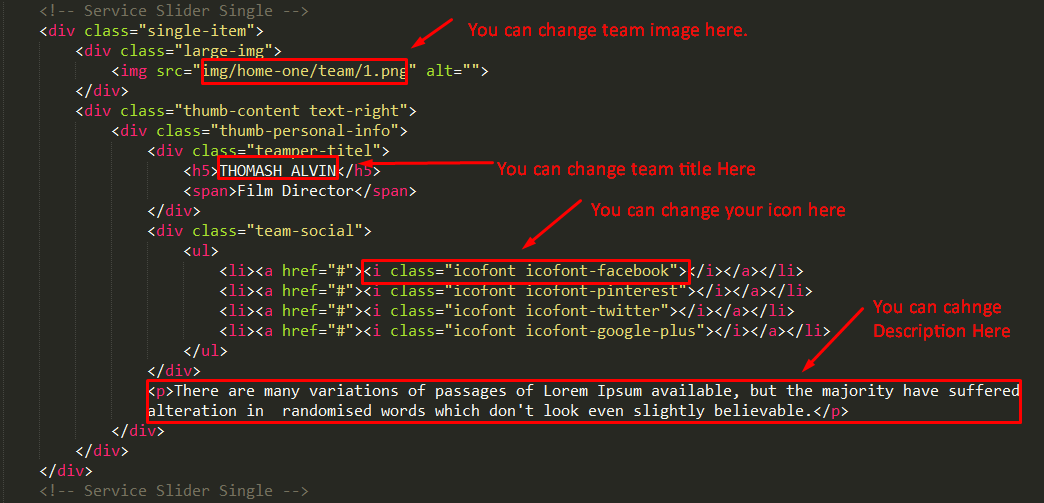 <!-- Service Slider Single -->
<div class="single-item">
You can change team image here.
<div class="large-img">
<img src="img/home-one/team/1.png" alt="">
</div>
<div class="thumb-content text-right">
<div class="thumb-personal-info">
<div class="teamper-titel">
<h5>THOMASH ALVIN</h5>
You can change team title Here
<span>Film Director</span>
</div>
You can change your icon here
<div class="team-social">
<ul>
<li><a href="#"><i class="icofont icofont-facebook"></i></a></li>
<li><a href="#"><i class="icofont icofont-pinterest"></i></a></li>
<li><a href="#"><i class="icofont icofont-twitter"></i></a></li>
<li><a href="#"><i class="icofont icofont-google-plus"></i></a></li>
You can cahnge
Description Here
</ul>
</div>
<p>There are many variations of passages of Lorem Ipsum available, but the majority have suffered
alteration in  randomised words which don't look even slightly believable.</p>
</div>
</div>
</div>
<!-- Service Slider Single -->